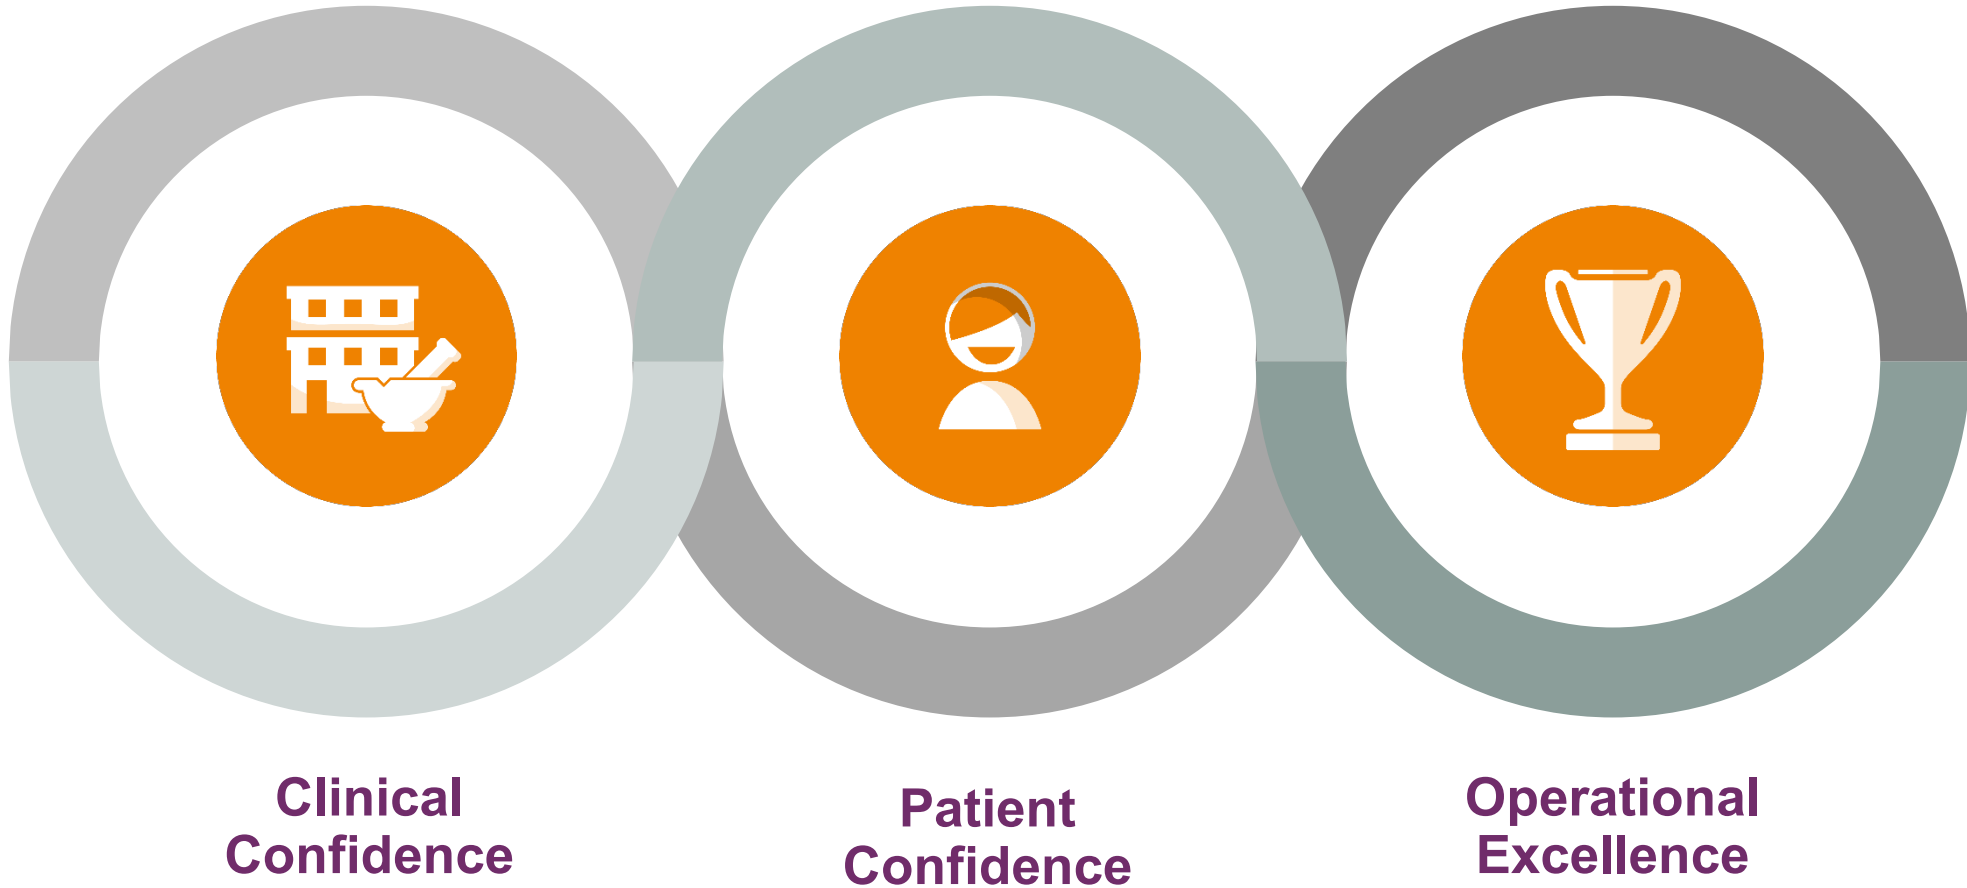 Clinical
Confidence
Patient
Confidence
Operational
Excellence